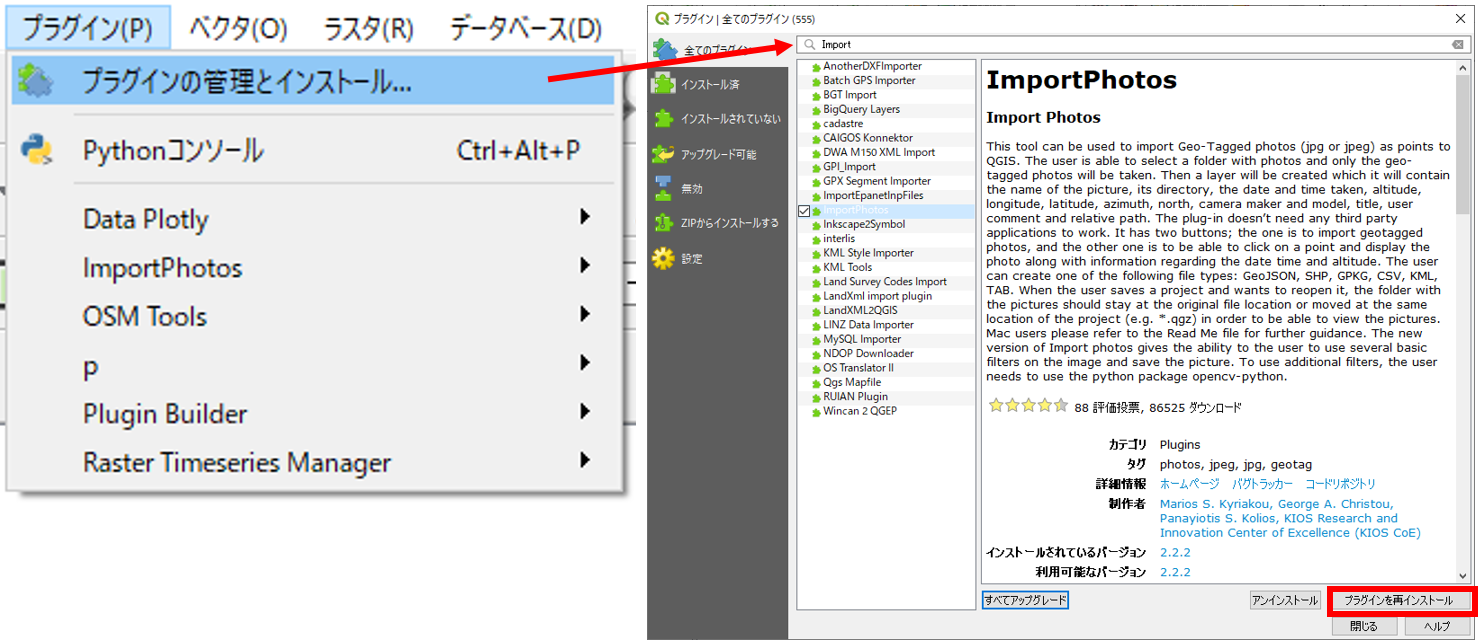 プラグイン(P) ベクタ(O) ラスタ(R) データベース(D)
プラグインの管理とインストール...
Pythonコンソール Ctrl+Alt+P
Data Plotly
ImportPhotos
OSM Tools
p
Plugin Builder
Raster Timeseries Manager
プラグイン | 全てのプラグイン (555)
全てのプラグイン
インストール済
インストールされていない
アップグレード可能
無効
ZIPからインストールする
設定
Import
AnotherDXFImporter
Batch GPS Importer
BGT Import
BigQuery Layers
cadastre
CAIGOS Konnektor
DWA M150 XML Import
GPI_Import
GPX Segment Importer
ImportEpanetInpFiles
ImportPhotos
Inkscape2Symbol
interlis
KML Style Importer
KML Tools
Land Survey Codes Import
LandXml import plugin
LandXML2QGIS
LINZ Data Importer
MySQL Importer
NDOP Downloader
OS Translator II
Qgs Mapfile
RUIAN Plugin
Wincan 2 QGEP
ImportPhotos
Import Photos
This tool can be used to import Geo-Tagged photos (jpg or jpeg) as points to
QGIS. The user is able to select a folder with photos and only the geo-
tagged photos will be taken. Then a layer will be created which it will contain
the name of the picture, its directory, the date and time taken, altitude,
longitude, latitude, azimuth, north, camera maker and model, title, user
comment and relative path. The plug-in doesn't need any third party
applications to work. It has two buttons; the one is to import geotagged
photos, and the other one is to be able to click on a point and display the
photo along with information regarding the date time and altitude. The user
can create one of the following file types: GeoJSON, SHP, GPKG, CSV, KML,
TAB. When the user saves a project and wants to reopen it, the folder with
the pictures should stay at the original file location or moved at the same
location of the project (e.g. *.qgz) in order to be able to view the pictures.
Mac users please refer to the Read Me file for further guidance. The new
version of Import photos gives the ability to the user to use several basic
filters on the image and save the picture. To use additional filters, the user
needs to use the python package opencv-python.
88 評価投票, 86525 ダウンロード
カテゴリ Plugins
タグ photos, jpeg, jpg, geotag
詳細情報 ホームページ バグトラッカー コードリポジトリ
制作者 Marios S. Kyriakou, George A. Christou,
Panayiotis S. Kolios, KIOS Research and
Innovation Center of Excellence (KIOS CoE)
インストールされているバージョン 2.2.2
利用可能なバージョン 2.2.2
すべてアップグレード アンインストール プラグインを再インストール
閉じる ヘルプ